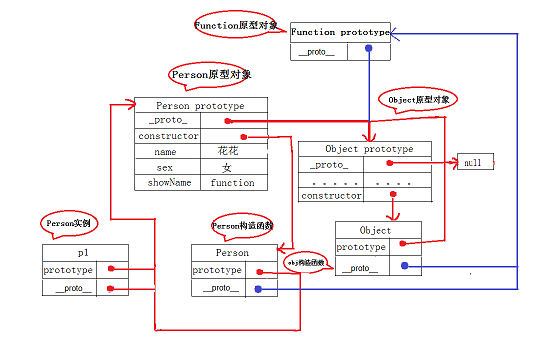 Function原型对象
Function prototype
__proto__
Person原型对象
Person prototype
_proto_
constructor
name 花花
sex 女
showName function
Object原型对象
Object prototype
_proto_
. . . . . . . . .
constructor
null
Person实例
p1
prototype
__proto__
Person构造函数
Person
prototype
__proto__
obj构造函数
Object
prototype
__proto__